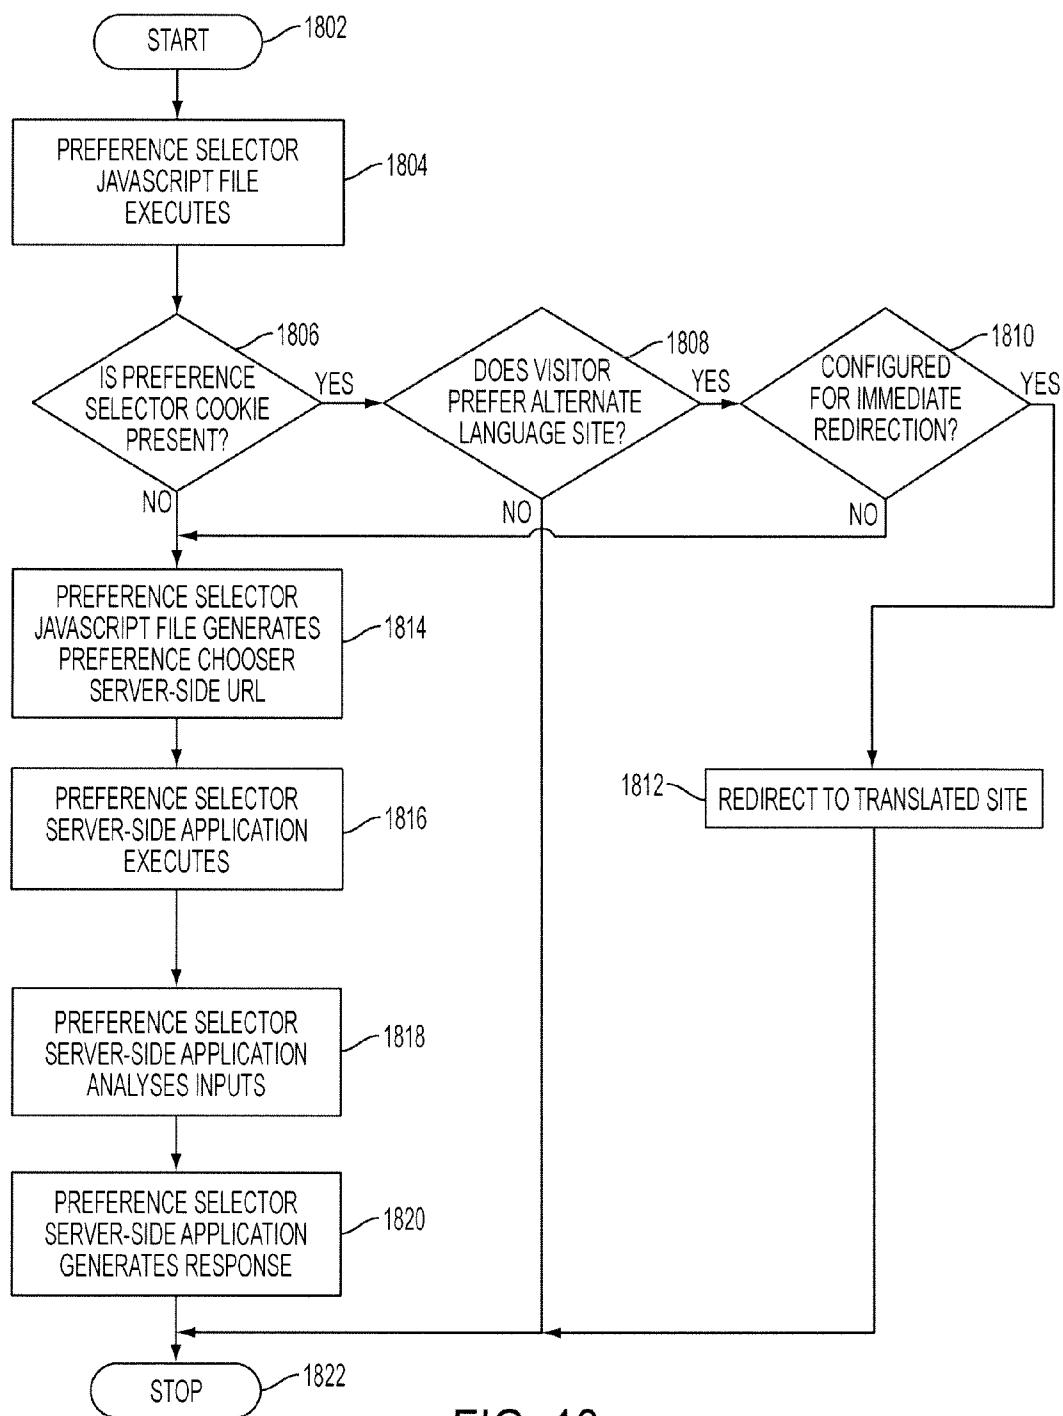 START
1802
PREFERENCE SELECTOR
JAVASCRIPT FILE
EXECUTES
1804
IS PREFERENCE
SELECTOR COOKIE
PRESENT?
1806
YES
NO
DOES VISITOR
PREFER ALTERNATE
LANGUAGE SITE?
1808
YES
NO
CONFIGURED
FOR IMMEDIATE
REDIRECTION?
1810
YES
NO
PREFERENCE SELECTOR
JAVASCRIPT FILE GENERATES
PREFERENCE CHOOSER
SERVER-SIDE URL
1814
PREFERENCE SELECTOR
SERVER-SIDE APPLICATION
EXECUTES
1816
1812
REDIRECT TO TRANSLATED SITE
PREFERENCE SELECTOR
SERVER-SIDE APPLICATION
ANALYSES INPUTS
1818
PREFERENCE SELECTOR
SERVER-SIDE APPLICATION
GENERATES RESPONSE
1820
STOP
1822
FIG.